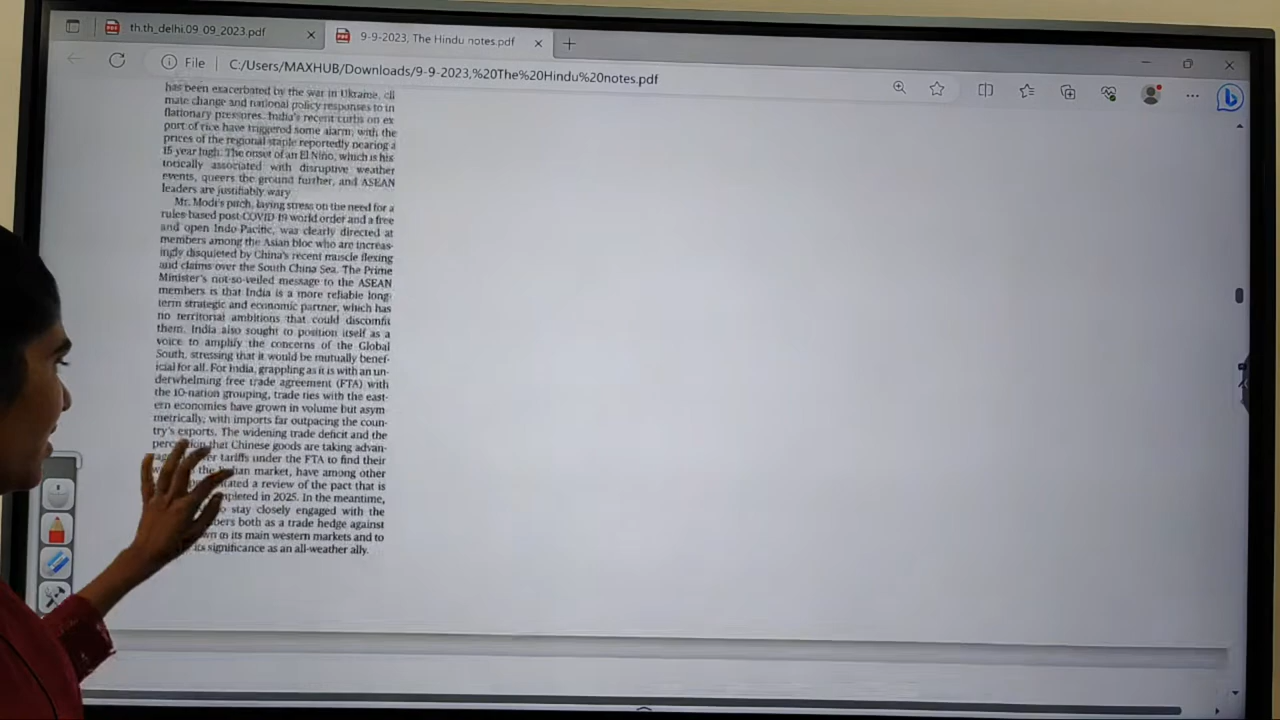 th.th_delhi.09_09_2023.pdf
9-9-2023, The Hindu notes.pdf
File
C:/Users/MAXHUB/Downloads/9-9-2023,%20The%20Hindu%20notes.pdf
has been exacerbated by the war in Ukraine, cli
mate change and national policy responses to in
flationary pressures. India's recent curbs on ex
port of rice have triggered some alarm, with the
prices of the regional staple reportedly nearing a
15 year high. The onset of an El Niño, which is his
torically associated with disruptive weather
events, queers the ground further, and ASEAN
leaders are justifiably wary
Mr. Modi's pitch, laying stress on the need for a
rules based post-COVID-19 world order and a free
and open Indo-Pacific, was clearly directed at
members among the Asian bloc who are increas-
ingly disquieted by China's recent muscle flexing
and claims over the South China Sea. The Prime
Minister's not-so-veiled message to the ASEAN
members is that India is a more reliable long-
term strategic and economic partner, which has
no territorial ambitions that could discomfit
them. India also sought to position itself as a
voice to amplify the concerns of the Global
South, stressing that it would be mutually benef-
icial for all. For India, grappling as it is with an un-
derwhelming free trade agreement (FTA) with
the 10-nation grouping, trade ties with the east-
ern economies have grown in volume but asym
metrically, with imports far outpacing the coun-
try's exports. The widening trade deficit and the
that Chinese goods are taking advan-
tariffs under the FTA to find their
the market, have among other
a review of the pact that is
in 2025. In the meantime,
stay closely engaged with the
both as a trade hedge against
its main western markets and to
its significance as an all-weather ally.